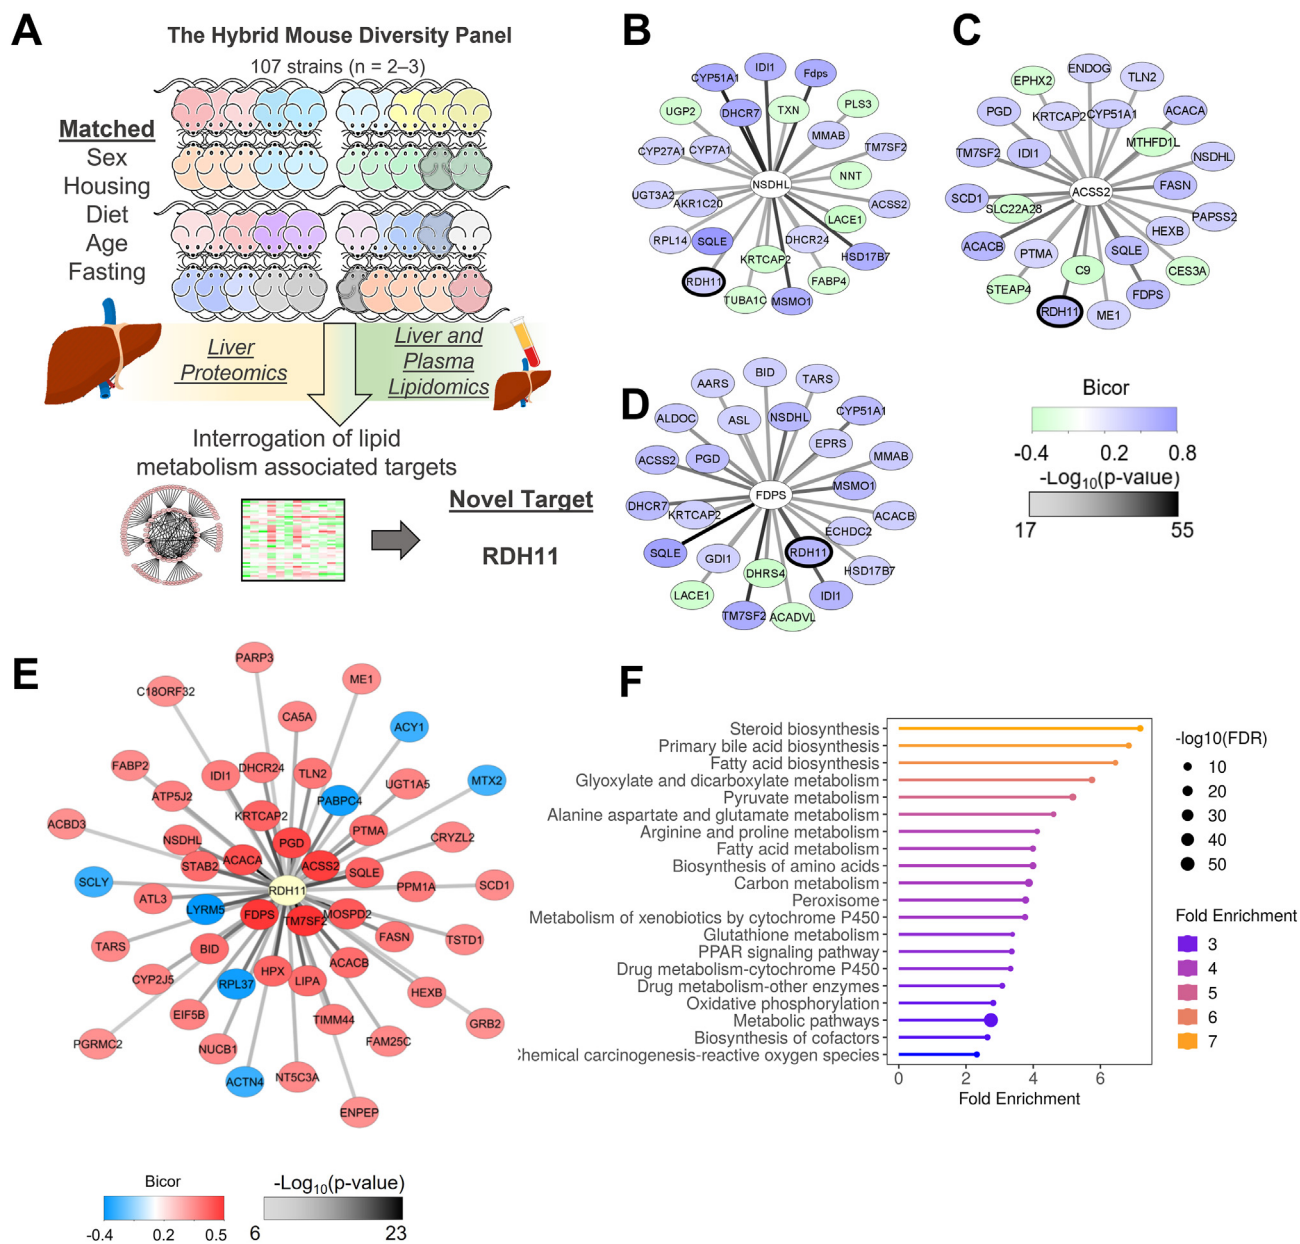 A
The Hybrid Mouse Diversity Panel
107 strains (n = 2–3)
Matched
Sex
Housing
Diet
Age
Fasting
Liver
Proteomics
Liver and
Plasma
Lipidomics
Interrogation of lipid
metabolism associated targets
Novel Target
RDH11
B
CYP51A1
IDI1
Fdps
UGP2
DHCR7
TXN
PLS3
CYP27A1
CYP7A1
MMAB
TM7SF2
NSDHL
NNT
UGT3A2
AKR1C20
ACSS2
LACE1
RPL14
SQLE
DHCR24
HSD17B7
KRTCAP2
RDH11
FABP4
TUBA1C
MSMO1
C
EPHX2
ENDOG
TLN2
PGD
KRTCAP2
CYP51A1
ACACA
TM7SF2
IDI1
MTHFD1L
NSDHL
ACSS2
FASN
SCD1
SLC22A28
PAPSS2
HEXB
ACACB
PTMA
SQLE
C9
CES3A
STEAP4
FDPS
RDH11
ME1
D
AARS
BID
TARS
ALDOC
ASL
NSDHL
CYP51A1
EPRS
ACSS2
PGD
MMAB
MSMO1
FDPS
DHCR7
KRTCAP2
ACACB
ECHDC2
SQLE
GDI1
RDH11
HSD17B7
DHRS4
LACE1
IDI1
TM7SF2
ACADVL
Bicor
-0.4
0.2
0.8
-Log10(p-value)
17
55
E
PARP3
C18ORF32
ME1
CA5A
ACY1
FABP2
IDI1
DHCR24
TLN2
MTX2
ATP5J2
PABPC4
UGT1A5
ACBD3
KRTCAP2
PTMA
CRYZL2
NSDHL
PGD
STAB2
ACACA
ACSS2
SQLE
SCLY
RDH11
PPM1A
SCD1
ATL3
LYRM5
FDPS
TM7SF2
MOSPD2
TARS
BID
FASN
TSTD1
CYP2J5
RPL37
HPX
LIPA
ACACB
HEXB
EIF5B
TIMM44
GRB2
PGRMC2
NUCB1
FAM25C
ACTN4
NT5C3A
ENPEP
Bicor
-0.4
0.2
0.5
-Log10(p-value)
6
23
F
Steroid biosynthesis
Primary bile acid biosynthesis
Fatty acid biosynthesis
Glyoxylate and dicarboxylate metabolism
Pyruvate metabolism
Alanine aspartate and glutamate metabolism
Arginine and proline metabolism
Fatty acid metabolism
Biosynthesis of amino acids
Carbon metabolism
Peroxisome
Metabolism of xenobiotics by cytochrome P450
Glutathione metabolism
PPAR signaling pathway
Drug metabolism-cytochrome P450
Drug metabolism-other enzymes
Oxidative phosphorylation
Metabolic pathways
Biosynthesis of cofactors
Chemical carcinogenesis-reactive oxygen species
0 2 4 6
Fold Enrichment
-log10(FDR)
10
20
30
40
50
Fold Enrichment
3
4
5
6
7